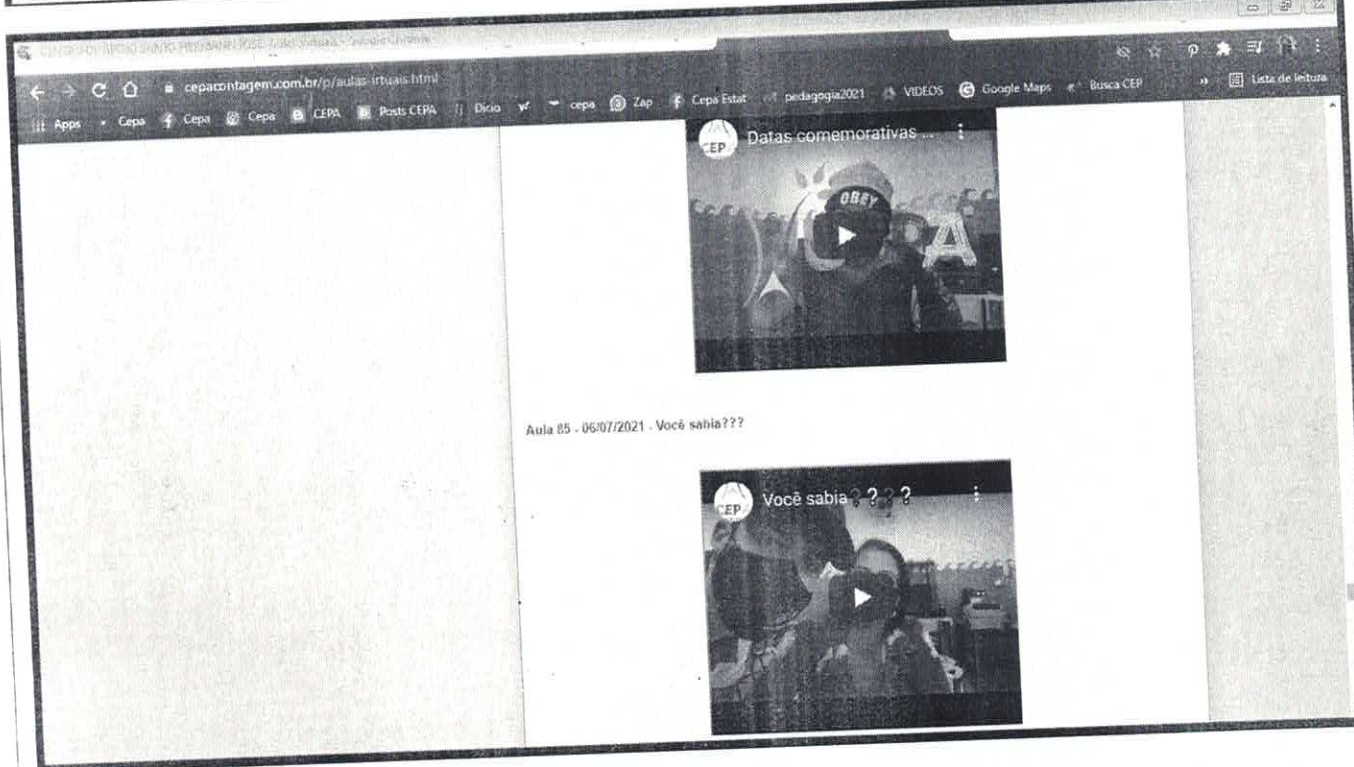 cepacontagem.com.br/p/aulas-irtuais.html
Apps Cepa Cepa Cepa CEPA Posts CEPA Dicio cepa Zap Cepa Estat pedagogia2021 VIDEOS Google Maps Busca CEP » Lista de leitura
CEP Datas comemorativas ...
OBEY
C PA
Aula 85 - 06/07/2021 - Você sabia???
CEP Você sabia ????